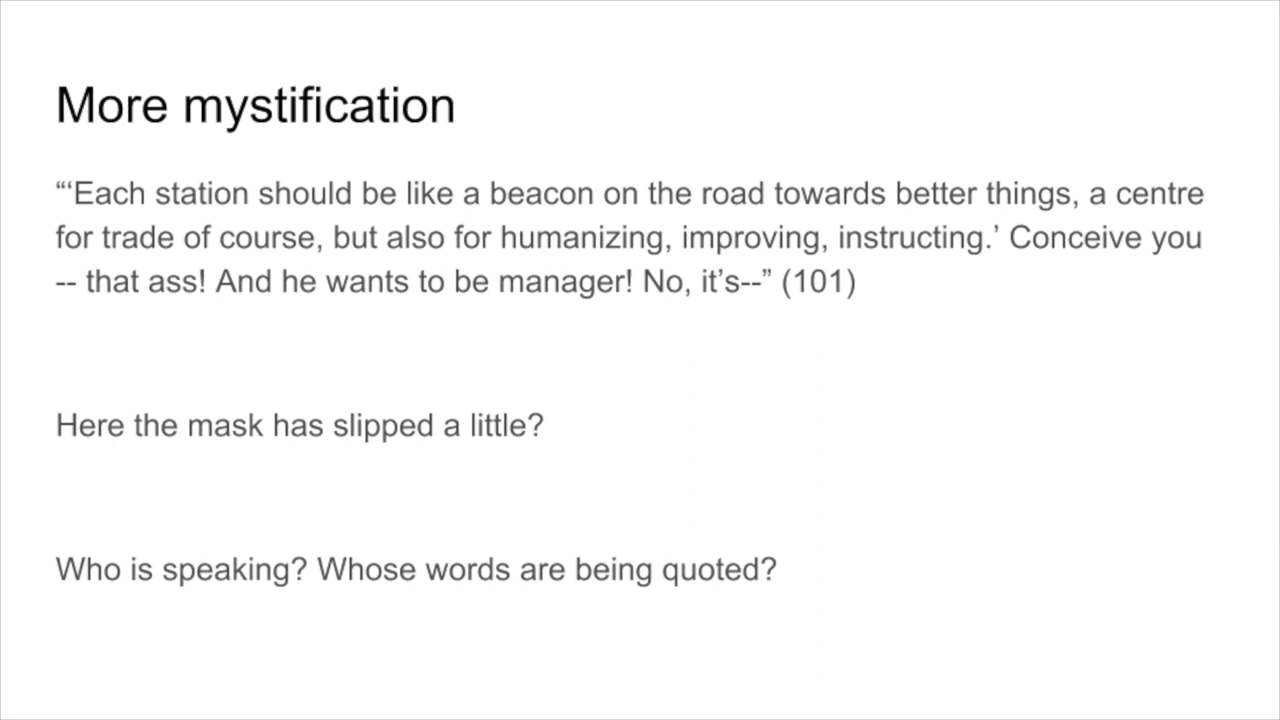 More mystification
“‘Each station should be like a beacon on the road towards better things, a centre
for trade of course, but also for humanizing, improving, instructing.’ Conceive you
-- that ass! And he wants to be manager! No, it’s--” (101)
Here the mask has slipped a little?
Who is speaking? Whose words are being quoted?